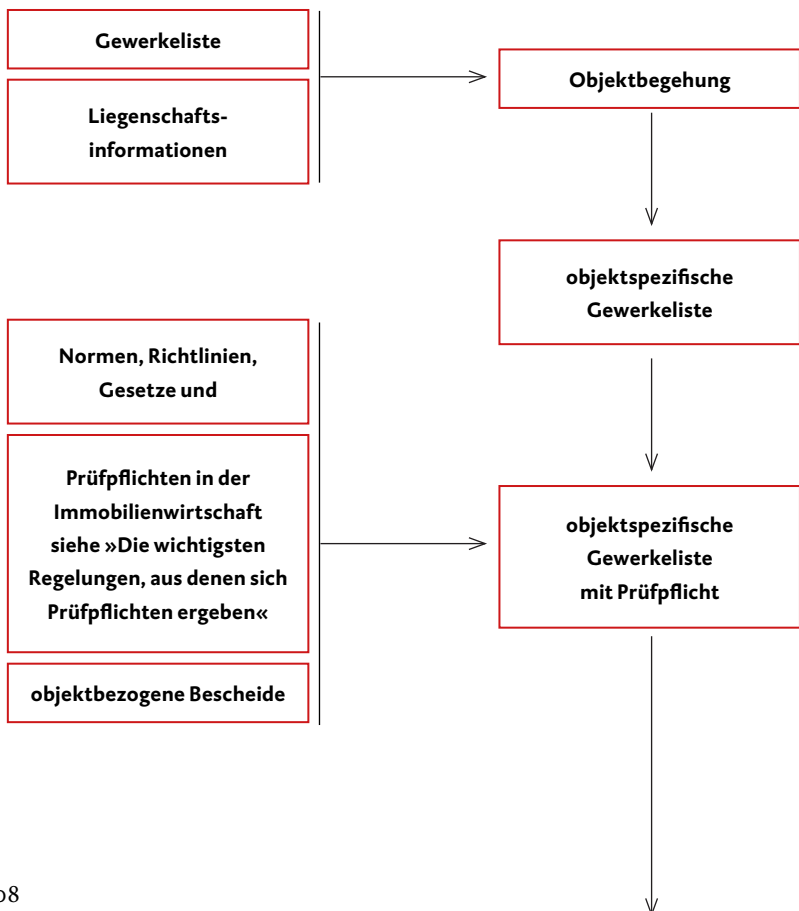 Gewerkeliste
Liegenschafts-
informationen
Objektbegehung
objektspezifische
Gewerkeliste
Normen, Richtlinien,
Gesetze und
Prüfpflichten in der
Immobilienwirtschaft
siehe »Die wichtigsten
Regelungen, aus denen sich
Prüfpflichten ergeben«
objektbezogene Bescheide
objektspezifische
Gewerkeliste
mit Prüfpflicht